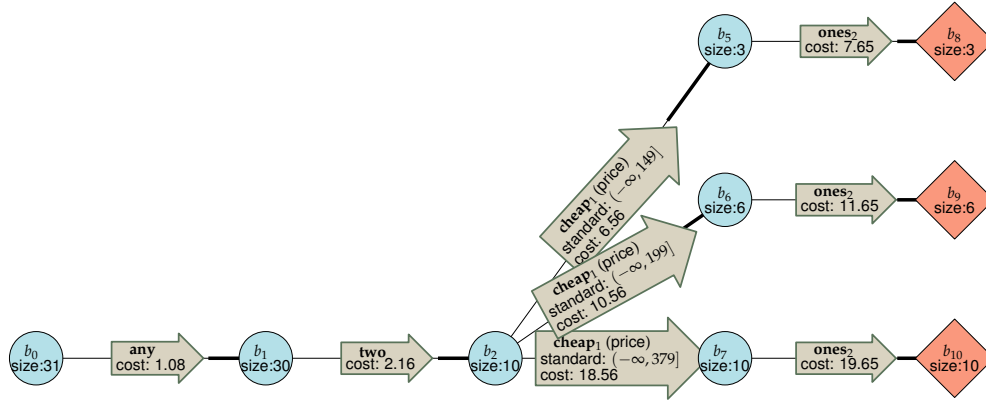 b₅
size:3
ones₂
cost: 7.65
b₈
size:3
cheap₁ (price)
standard: (−∞, 149]
cost: 6.56
b₆
size:6
ones₂
cost: 11.65
b₉
size:6
cheap₁ (price)
standard: (−∞, 199]
cost: 10.56
b₀
size:31
any
cost: 1.08
b₁
size:30
two
cost: 2.16
b₂
size:10
cheap₁ (price)
standard: (−∞, 379]
cost: 18.56
b₇
size:10
ones₂
cost: 19.65
b₁₀
size:10